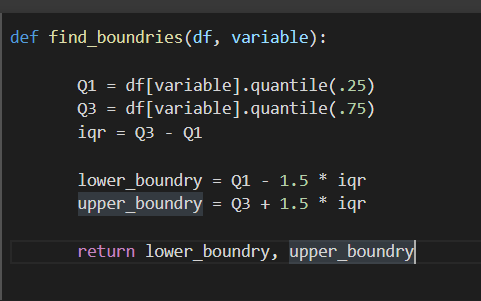 def find_boundries(df, variable):
Q1 = df[variable].quantile(.25)
Q3 = df[variable].quantile(.75)
iqr = Q3 - Q1
lower_boundry = Q1 - 1.5 * iqr
upper_boundry = Q3 + 1.5 * iqr
return lower_boundry, upper_boundry